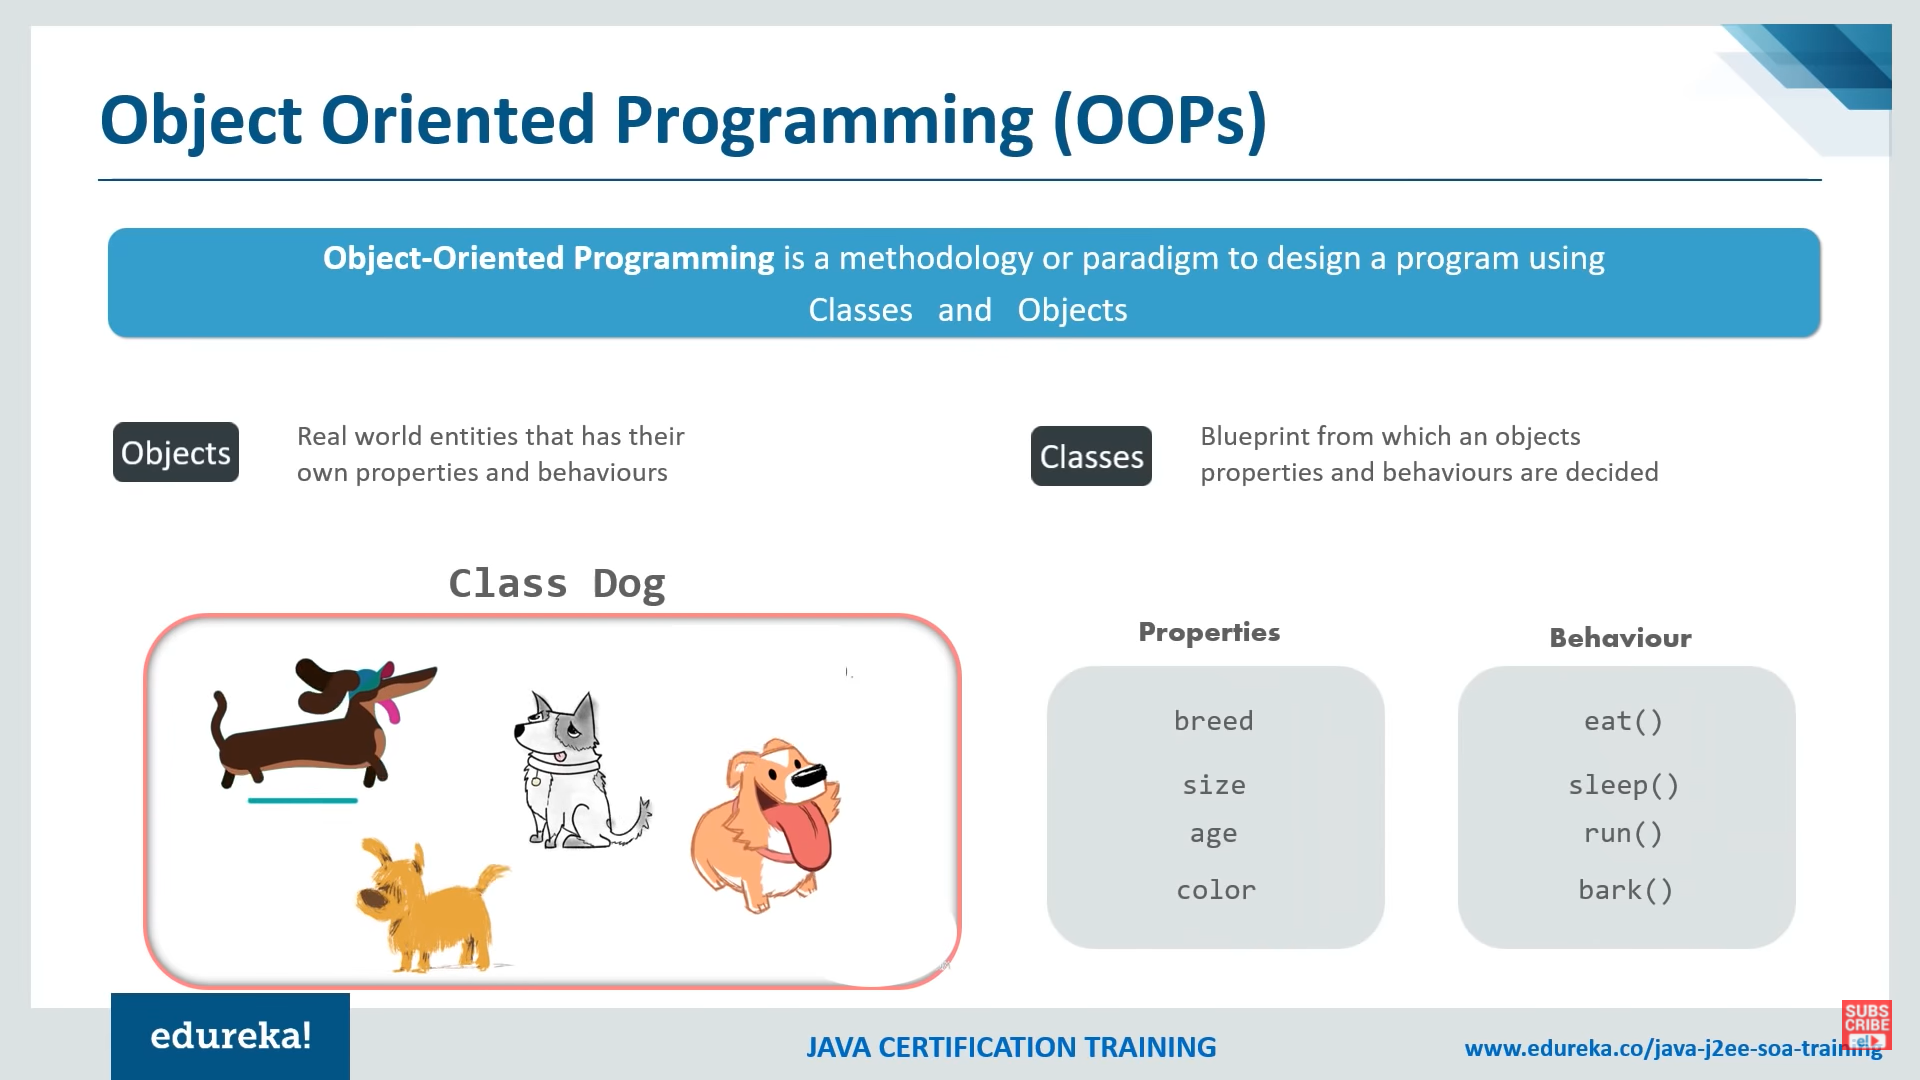 Object Oriented Programming (OOPs)
Object-Oriented Programming is a methodology or paradigm to design a program using
Classes and Objects
Objects
Real world entities that has their
own properties and behaviours
Classes
Blueprint from which an objects
properties and behaviours are decided
Class Dog
Properties
breed
size
age
color
Behaviour
eat()
sleep()
run()
bark()
edureka!
JAVA CERTIFICATION TRAINING
www.edureka.co/java-j2ee-soa-training
SUBS
CRIBE